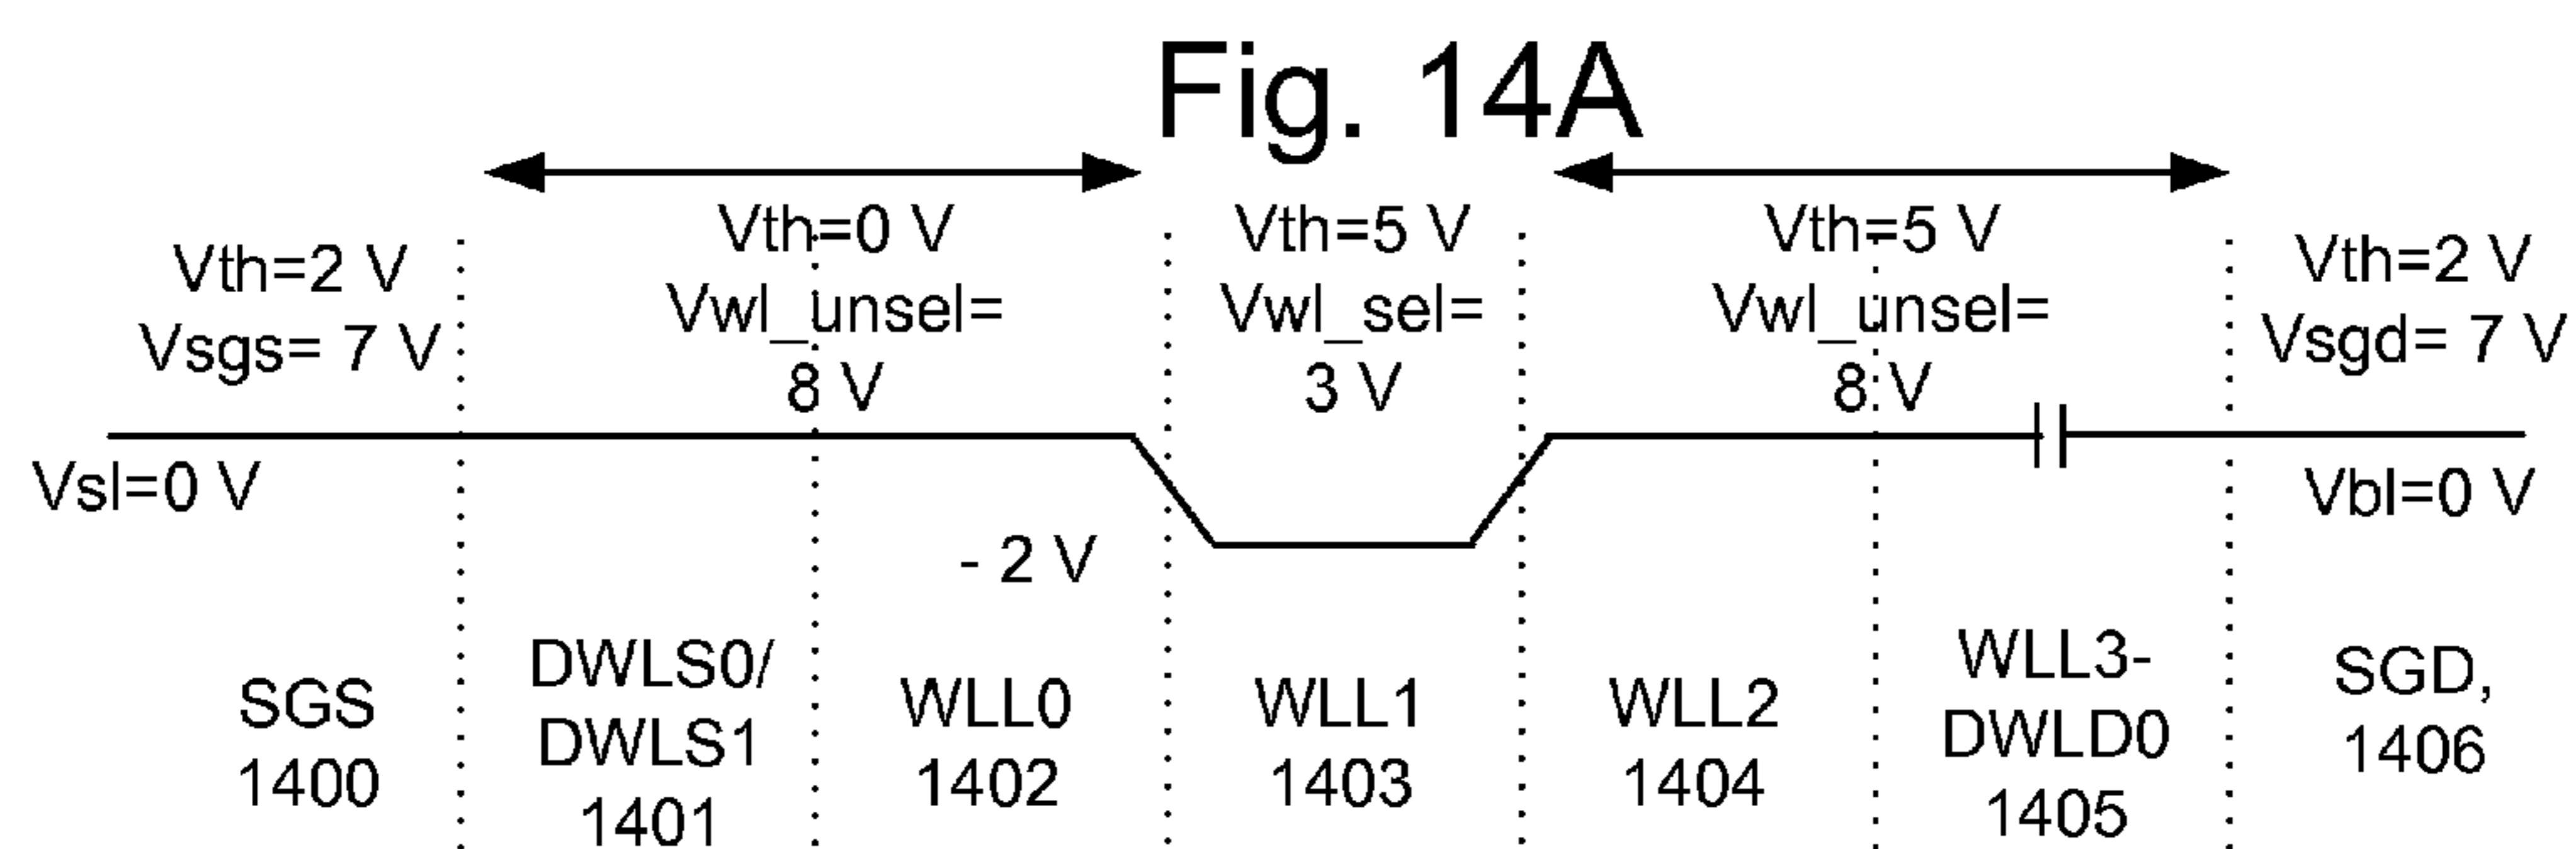 Fig. 14A
Vth=2 V
Vsgs= 7 V
Vth=0 V
Vwl_unsel=
8 V
Vth=5 V
Vwl_sel=
3 V
Vth=5 V
Vwl_unsel=
8 V
Vth=2 V
Vsgd= 7 V
Vsl=0 V
- 2 V
Vbl=0 V
SGS
1400
DWLS0/
DWLS1
1401
WLL0
1402
WLL1
1403
WLL2
1404
WLL3-
DWLD0
1405
SGD,
1406